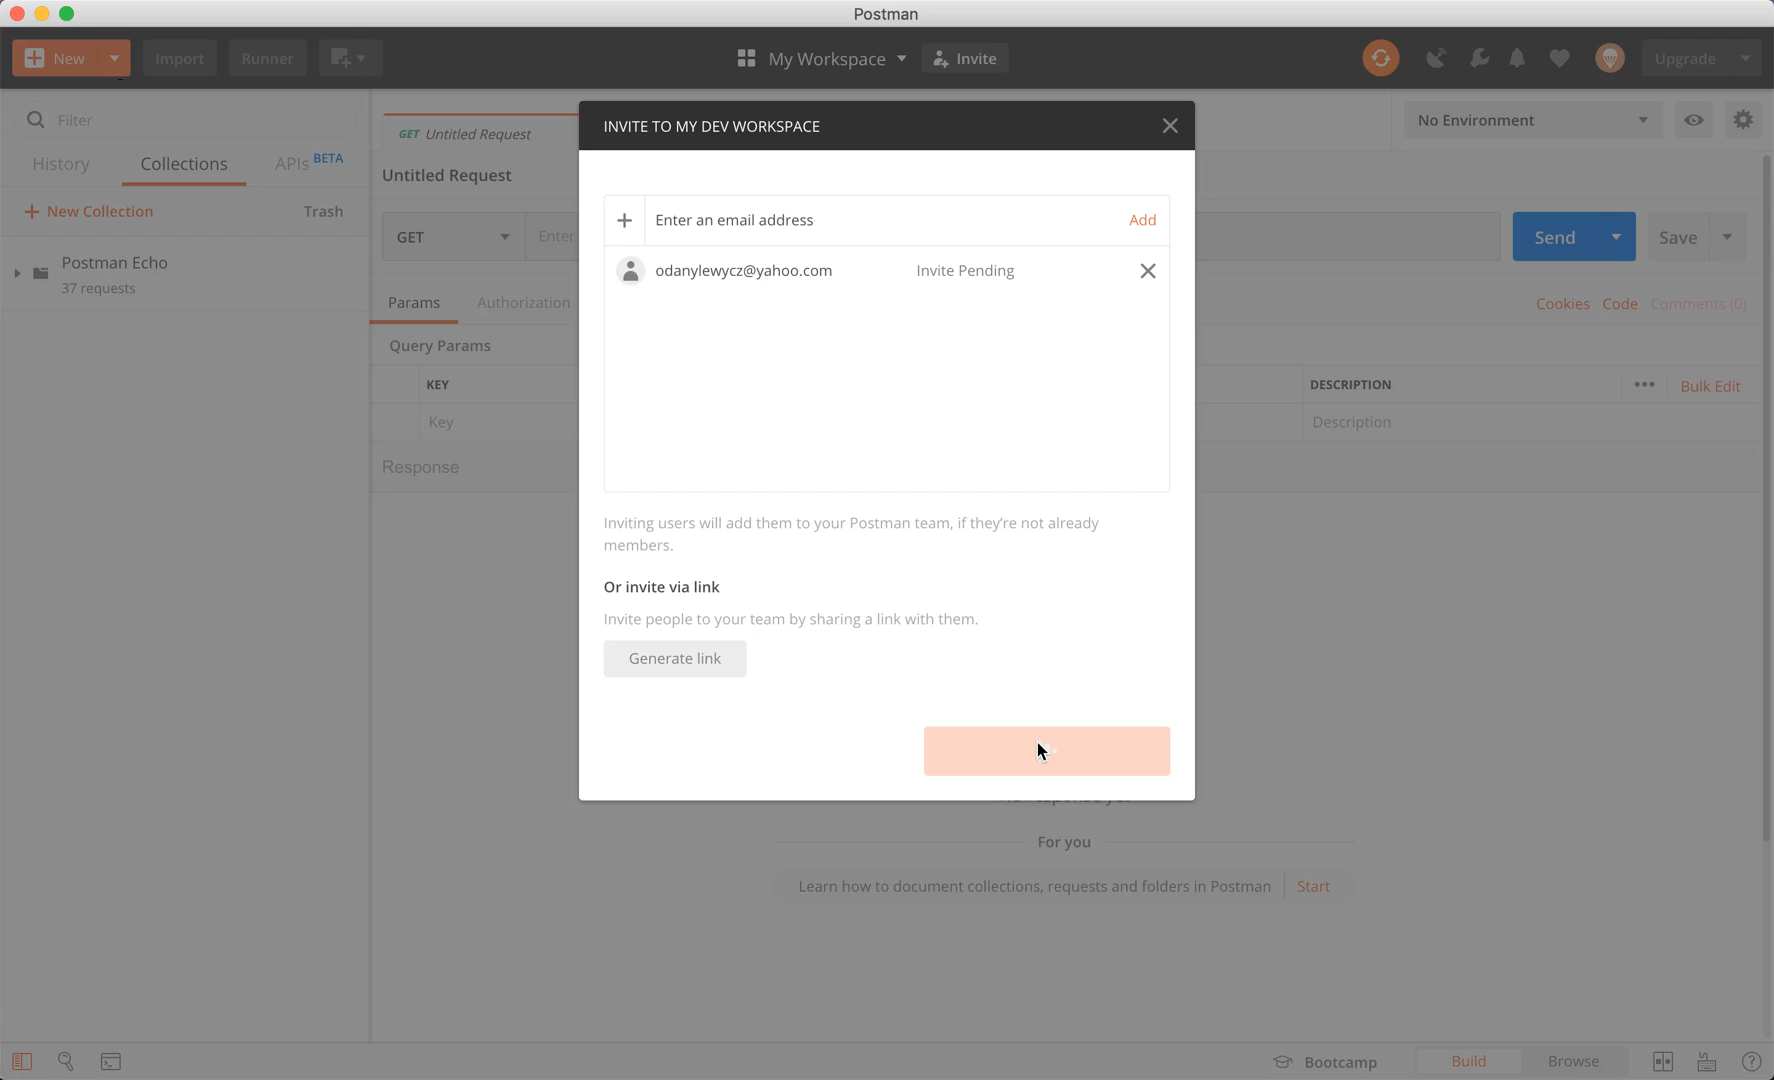 Postman
New
Import
Runner
My Workspace
Invite
Upgrade
Filter
History
Collections
APIs BETA
New Collection
Trash
Postman Echo
37 requests
GET Untitled Request
No Environment
Untitled Request
GET
Enter
Send
Save
Params
Authorization
Cookies
Code
Comments (0)
Query Params
KEY
DESCRIPTION
Bulk Edit
Key
Description
Response
INVITE TO MY DEV WORKSPACE
Enter an email address
Add
odanylewycz@yahoo.com
Invite Pending
Inviting users will add them to your Postman team, if they're not already
members.
Or invite via link
Invite people to your team by sharing a link with them.
Generate link
For you
Learn how to document collections, requests and folders in Postman
Start
Bootcamp
Build
Browse